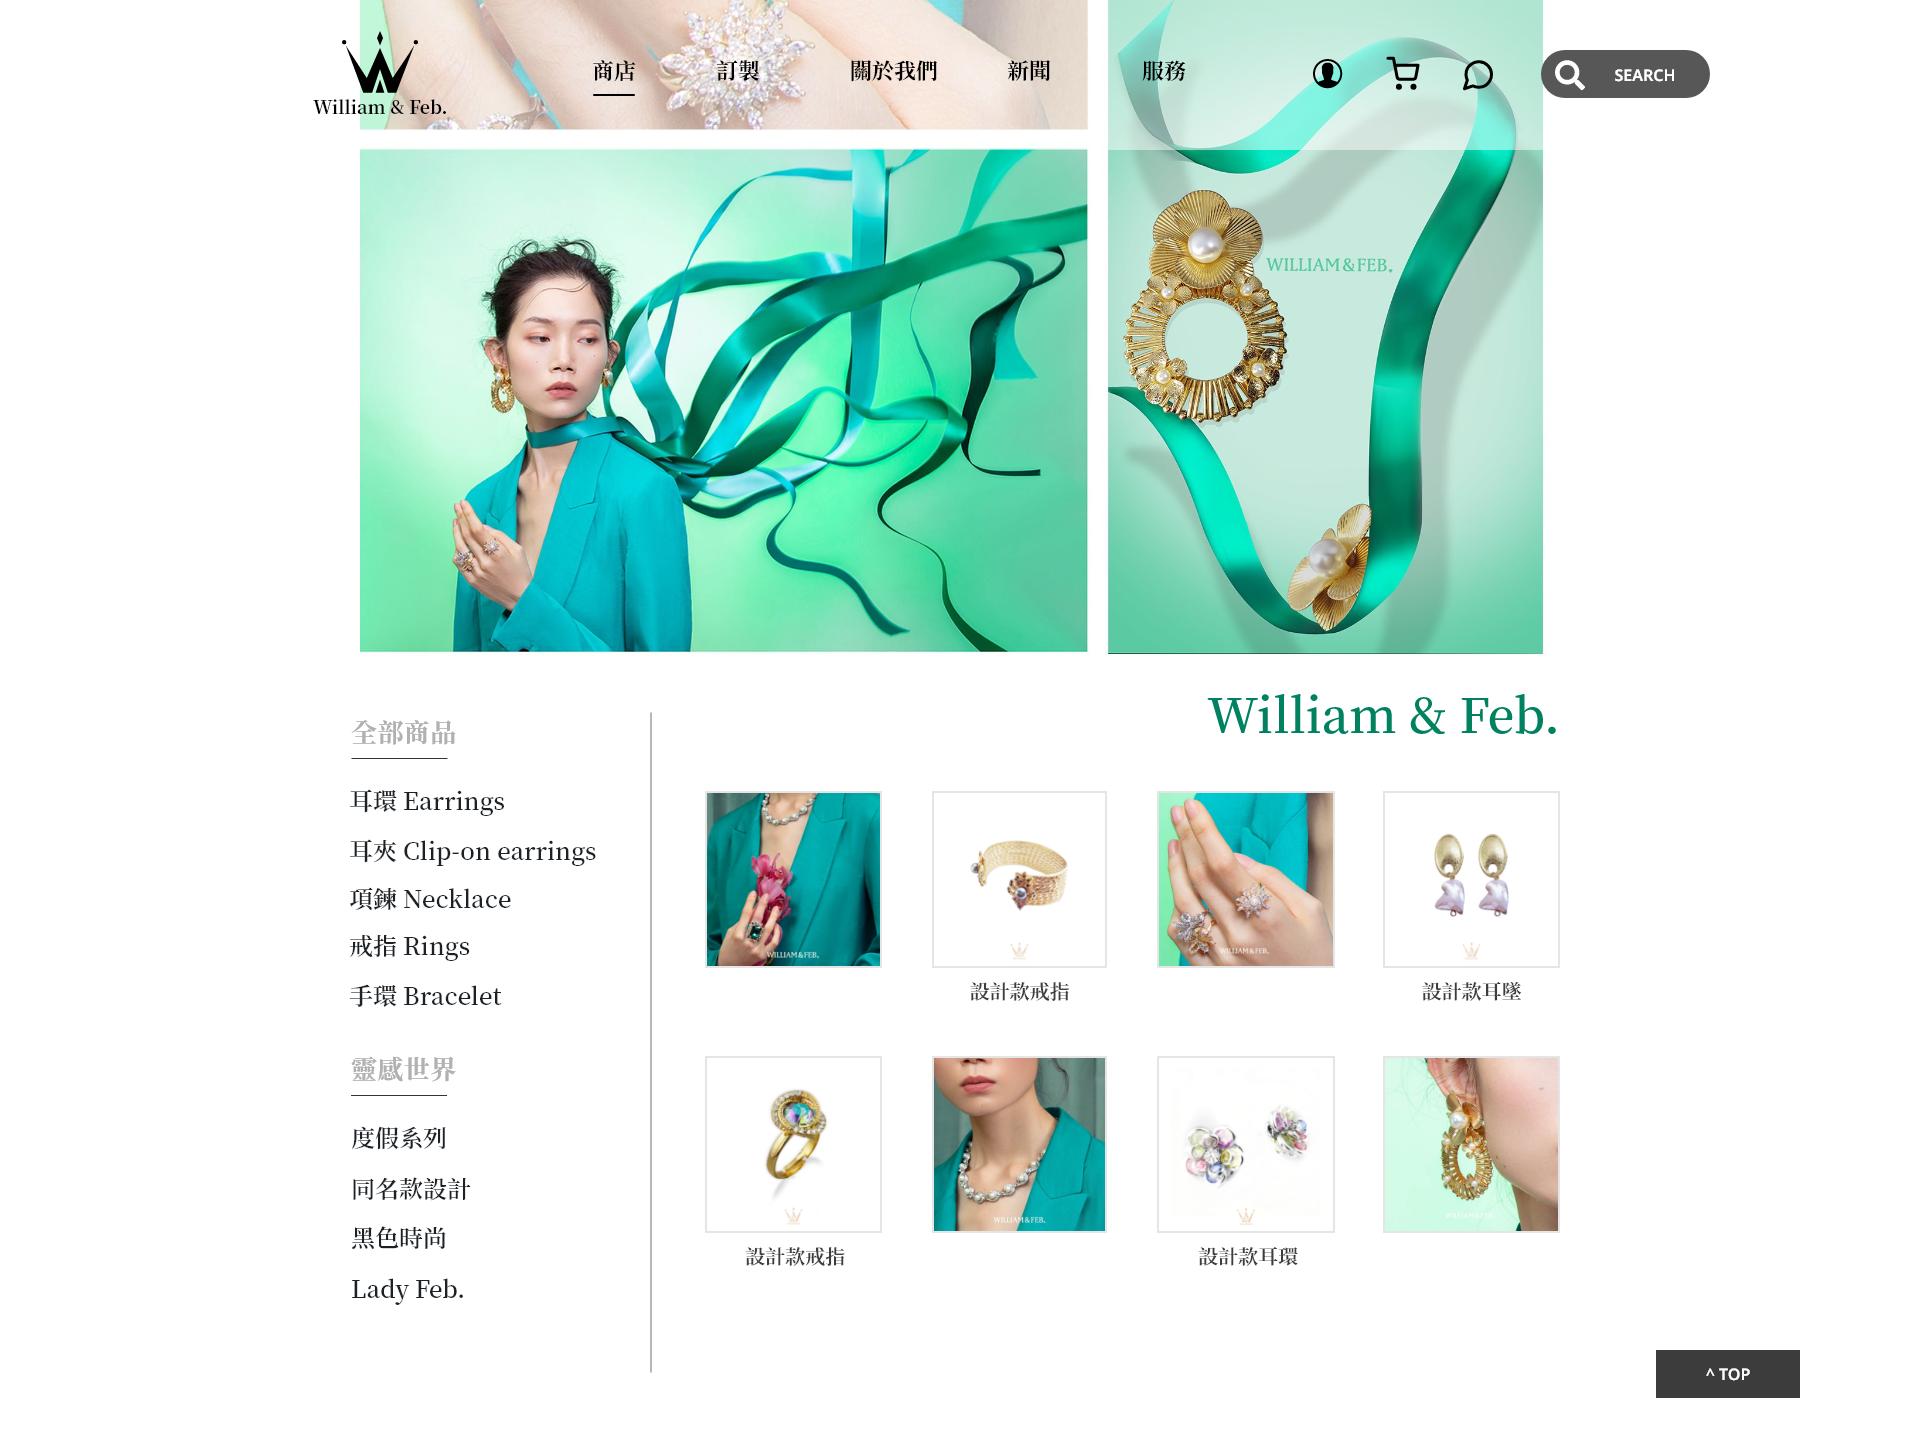 William & Feb.
商店
訂製
關於我們
新聞
服務
SEARCH
WILLIAM&FEB.
William & Feb.
全部商品
耳環 Earrings
耳夾 Clip-on earrings
項鍊 Necklace
戒指 Rings
手環 Bracelet
靈感世界
度假系列
同名款設計
黑色時尚
Lady Feb.
WILLIAM&FEB.
WILLIAM&FEB.
設計款戒指
設計款耳墜
WILLIAM&FEB.
WILLIAM&FEB.
設計款戒指
設計款耳環
^ TOP